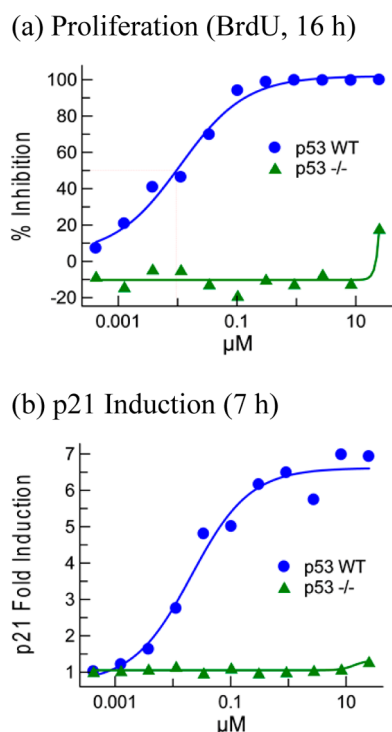 (a) Proliferation (BrdU, 16 h)
% Inhibition
100
80
60
40
20
0
-20
p53 WT
p53 -/-
0.001
0.1
10
µM
(b) p21 Induction (7 h)
p21 Fold Induction
7
6
5
4
3
2
1
p53 WT
p53 -/-
0.001
0.1
10
µM